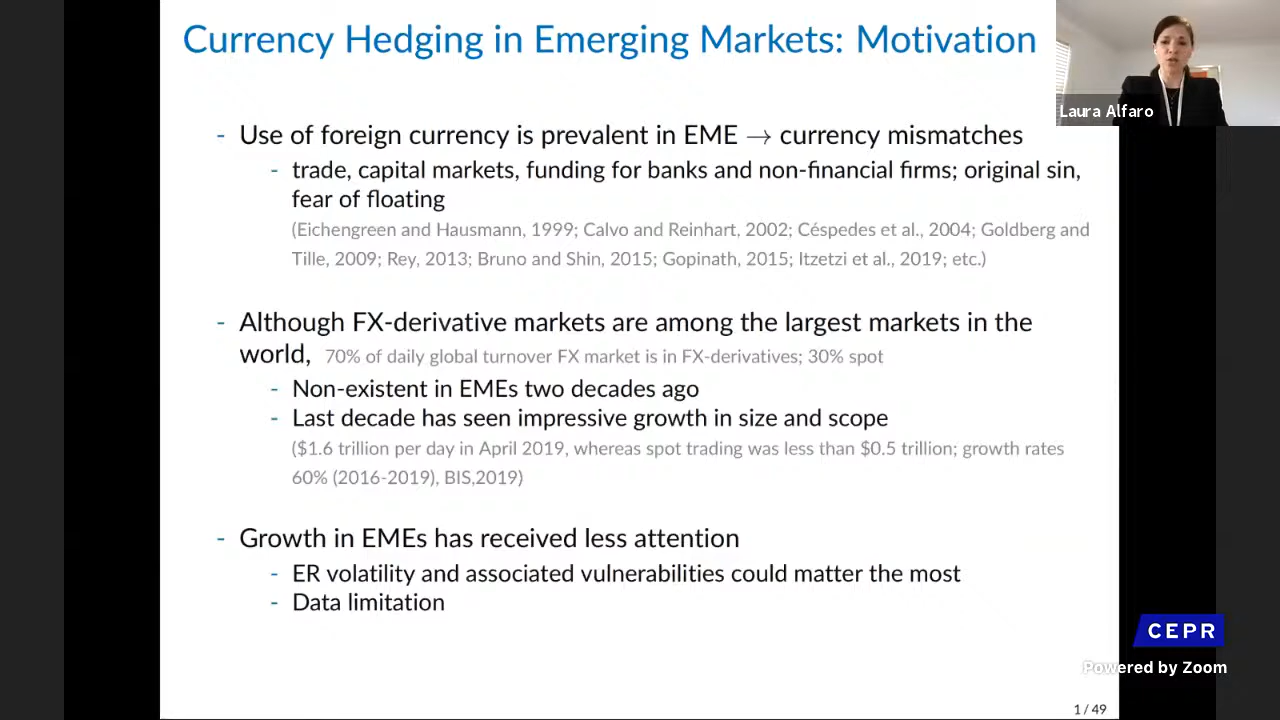 Currency Hedging in Emerging Markets: Motivation
Laura Alfaro
- Use of foreign currency is prevalent in EME → currency mismatches
- trade, capital markets, funding for banks and non-financial firms; original sin,
fear of floating
(Eichengreen and Hausmann, 1999; Calvo and Reinhart, 2002; Céspedes et al., 2004; Goldberg and
Tille, 2009; Rey, 2013; Bruno and Shin, 2015; Gopinath, 2015; Itzetzi et al., 2019; etc.)
- Although FX-derivative markets are among the largest markets in the
world, 70% of daily global turnover FX market is in FX-derivatives; 30% spot
- Non-existent in EMEs two decades ago
- Last decade has seen impressive growth in size and scope
($1.6 trillion per day in April 2019, whereas spot trading was less than $0.5 trillion; growth rates
60% (2016-2019), BIS,2019)
- Growth in EMEs has received less attention
- ER volatility and associated vulnerabilities could matter the most
- Data limitation
CEPR
Powered by Zoom
1 / 49